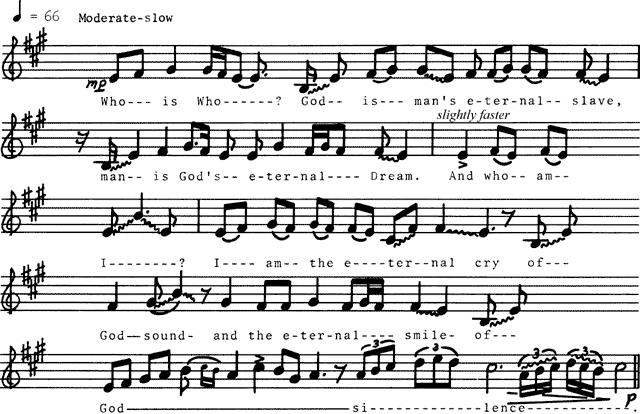 = 66 Moderate-slow
mp
Who--- is Who------? God-- is--- man's e-ter-nal-- slave,
slightly faster
man-- is God's-- e-ter-nal---- Dream. And who-- am--
I--------? I---- am-- the e----ter--nal cry of---
God—sound- and the e-ter-nal---- smile- of---
3 3 3 3
God————————————si————lence————.
p.